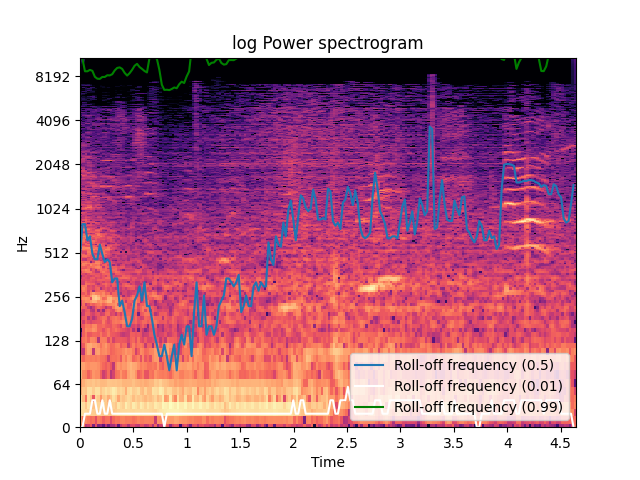 log Power spectrogram
8192
4096
2048
1024
512
256
128
64
0
Hz
Roll-off frequency (0.5)
Roll-off frequency (0.01)
Roll-off frequency (0.99)
0 0.5 1 1.5 2 2.5 3 3.5 4 4.5
Time